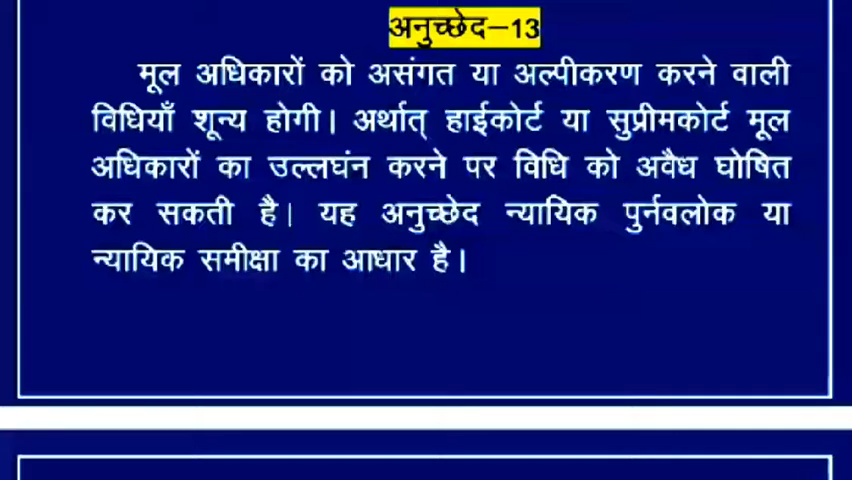 अनुच्छेद–13
मूल अधिकारों को असंगत या अल्पीकरण करने वाली
विधियाँ शून्य होगी। अर्थात् हाईकोर्ट या सुप्रीमकोर्ट मूल
अधिकारों का उल्लघंन करने पर विधि को अवैध घोषित
कर सकती है। यह अनुच्छेद न्यायिक पुर्नवलोक या
न्यायिक समीक्षा का आधार है।